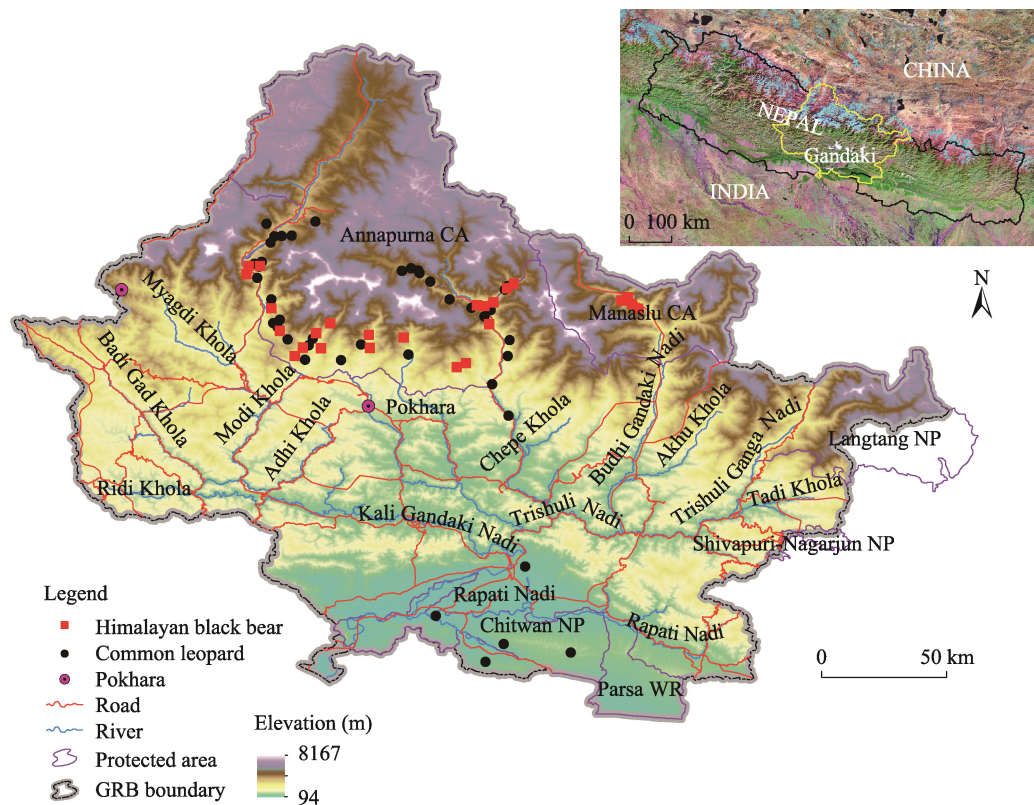 CHINA
NEPAL
Gandaki
INDIA
0 100 km
N
Annapurna CA
Manaslu CA
Myagdi Khola
Badi Gad Khola
Modi Khola
Adhi Khola
Pokhara
Chepe Khola
Budhi Gandaki Nadi
Akhu Khola
Trishuli Ganga Nadi
Langtang NP
Tadi Khola
Ridi Khola
Kali Gandaki Nadi
Trishuli Nadi
Shivapuri-Nagarjun NP
Rapati Nadi
Chitwan NP
Rapati Nadi
Parsa WR
0 50 km
Legend
Himalayan black bear
Common leopard
Pokhara
Road
River
Protected area
GRB boundary
Elevation (m)
8167
94